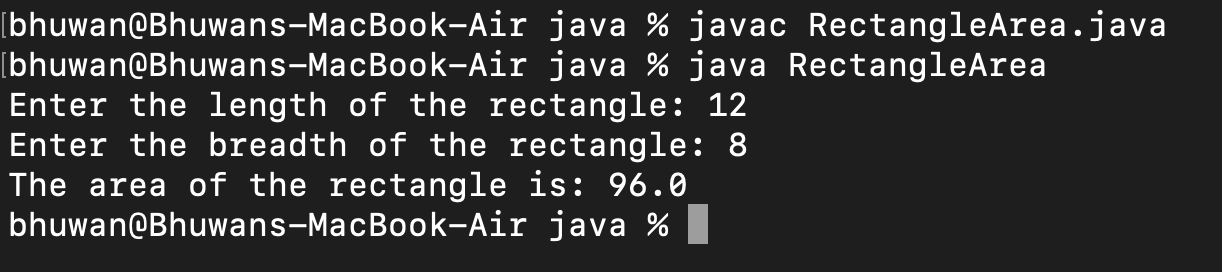 [bhuwan@Bhuwans-MacBook-Air java % javac RectangleArea.java
[bhuwan@Bhuwans-MacBook-Air java % java RectangleArea
Enter the length of the rectangle: 12
Enter the breadth of the rectangle: 8
The area of the rectangle is: 96.0
bhuwan@Bhuwans-MacBook-Air java %